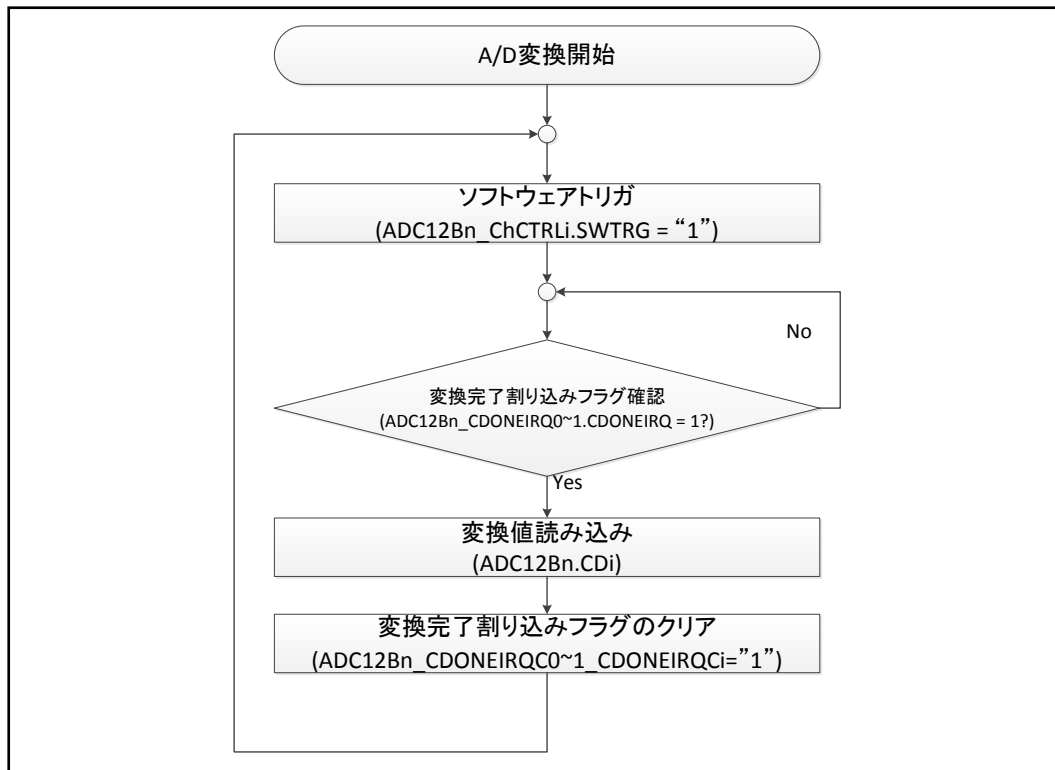 A/D変換開始
ソフトウェアトリガ
(ADC12Bn_ChCTRLi.SWTRG = “1”)
No
変換完了割り込みフラグ確認
(ADC12Bn_CDONEIRQ0~1.CDONEIRQ = 1?)
Yes
変換値読み込み
(ADC12Bn.CDi)
変換完了割り込みフラグのクリア
(ADC12Bn_CDONEIRQC0~1_CDONEIRQCi=”1”)